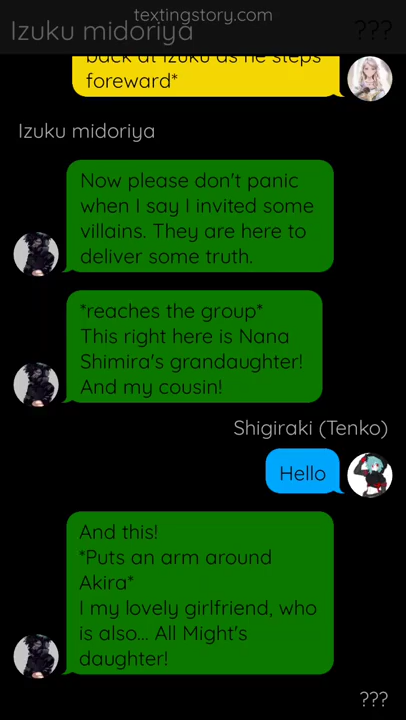 textingstory.com
Izuku midoriya
???
back at Izuku as he steps
foreward*
Izuku midoriya
Now please don't panic
when I say I invited some
villains. They are here to
deliver some truth.
*reaches the group*
This right here is Nana
Shimira's grandaughter!
And my cousin!
Shigiraki (Tenko)
Hello
And this!
*Puts an arm around
Akira*
I my lovely girlfriend, who
is also... All Might's
daughter!
???